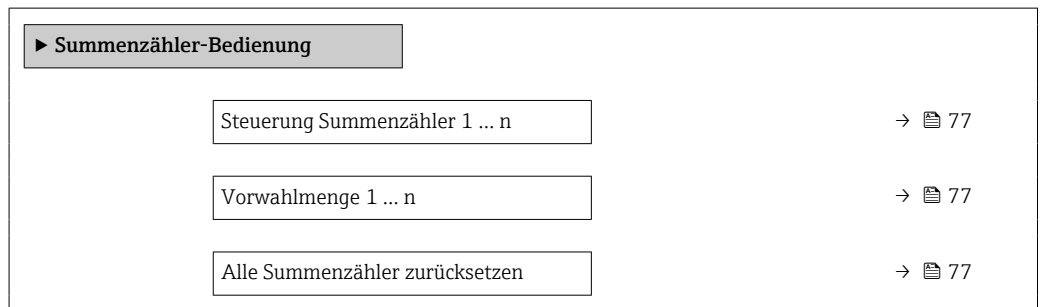 ▶ Summenzähler-Bedienung
Steuerung Summenzähler 1 … n → 77
Vorwahlmenge 1 … n → 77
Alle Summenzähler zurücksetzen → 77